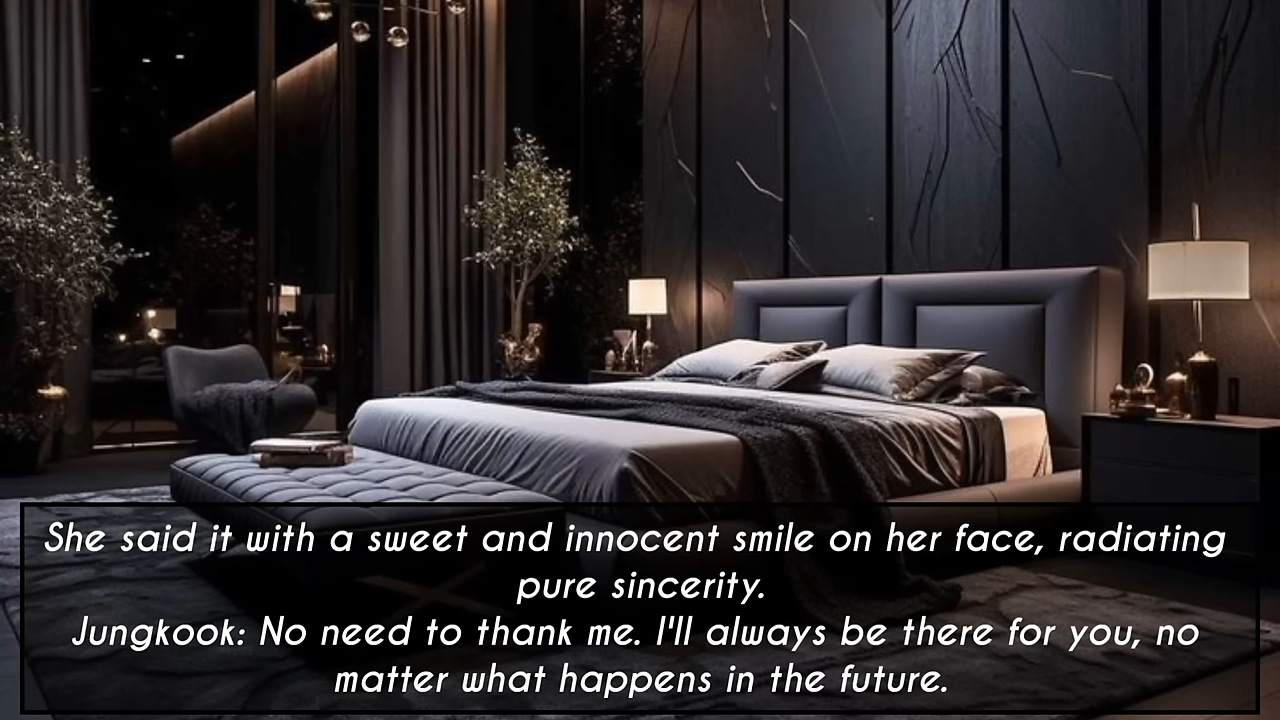 She said it with a sweet and innocent smile on her face, radiating
pure sincerity.
Jungkook: No need to thank me. I'll always be there for you, no
matter what happens in the future.